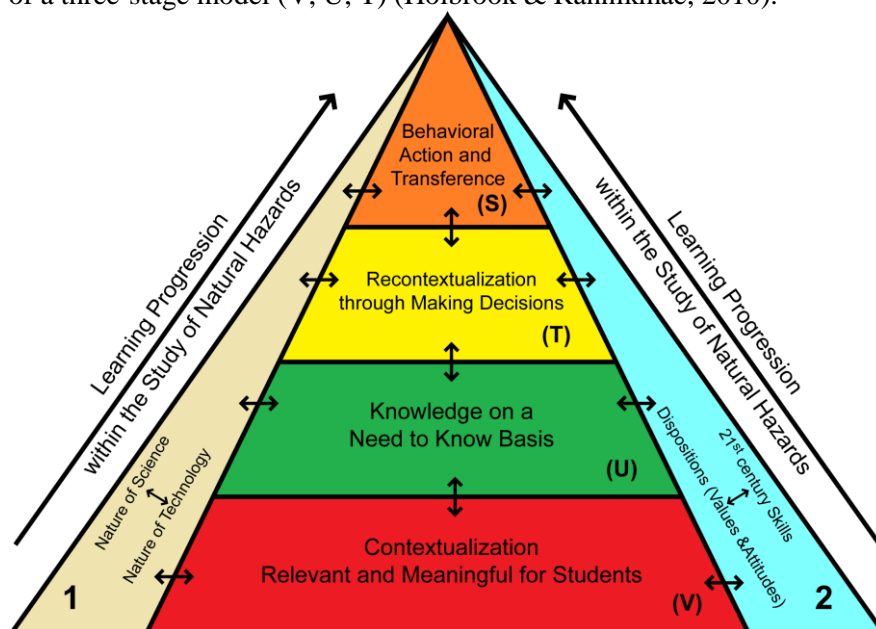 of a three-stage model (V, U, T) (Holbrook & Rannikmäe, 2010).
Behavioral
Action and
Transference
(S)
Recontextualization
through Making Decisions
(T)
Knowledge on a
Need to Know Basis
(U)
Contextualization
Relevant and Meaningful for Students
(V)
Learning Progression
within the Study of Natural Hazards
Nature of Science
Nature of Technology
1
Learning Progression
within the Study of Natural Hazards
21st century Skills
Dispositions (Values &Attitudes)
2